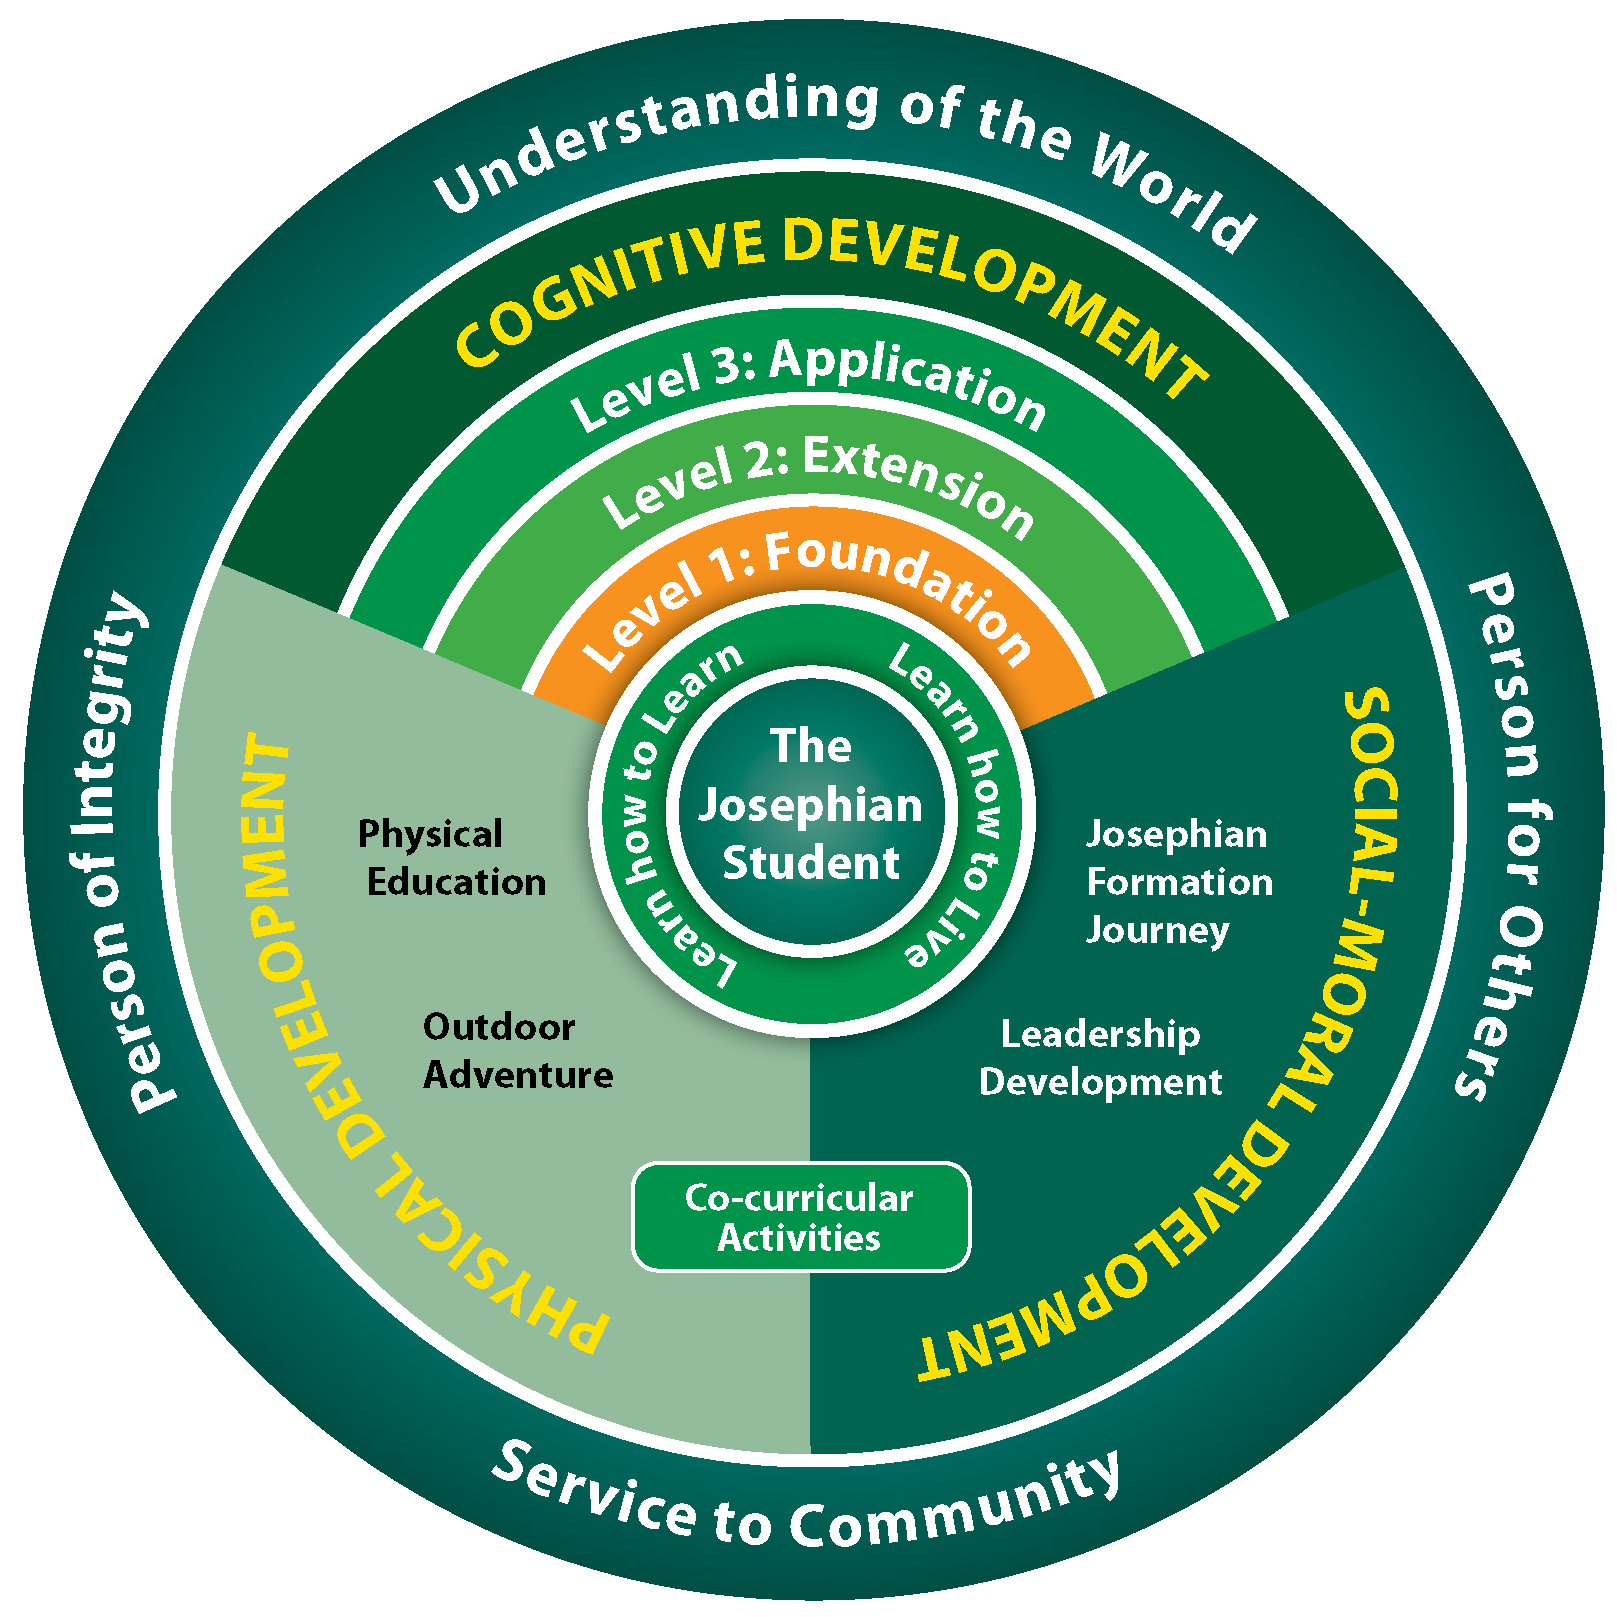 Understanding of the World
COGNITIVE DEVELOPMENT
Level 3: Application
Level 2: Extension
Level 1: Foundation
Learn how to Learn
Learn how to Live
The
Josephian
Student
Person of Integrity
Person for Others
PHYSICAL DEVELOPMENT
Physical
Education
Outdoor
Adventure
SOCIAL-MORAL DEVELOPMENT
Josephian
Formation
Journey
Leadership
Development
Co-curricular
Activities
Service to Community